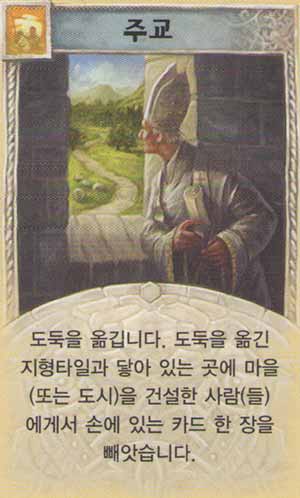 주교
도둑을 옮깁니다. 도둑을 옮긴
지형타일과 닿아 있는 곳에 마을
(또는 도시)을 건설한 사람(들)
에게서 손에 있는 카드 한 장을
빼앗습니다.